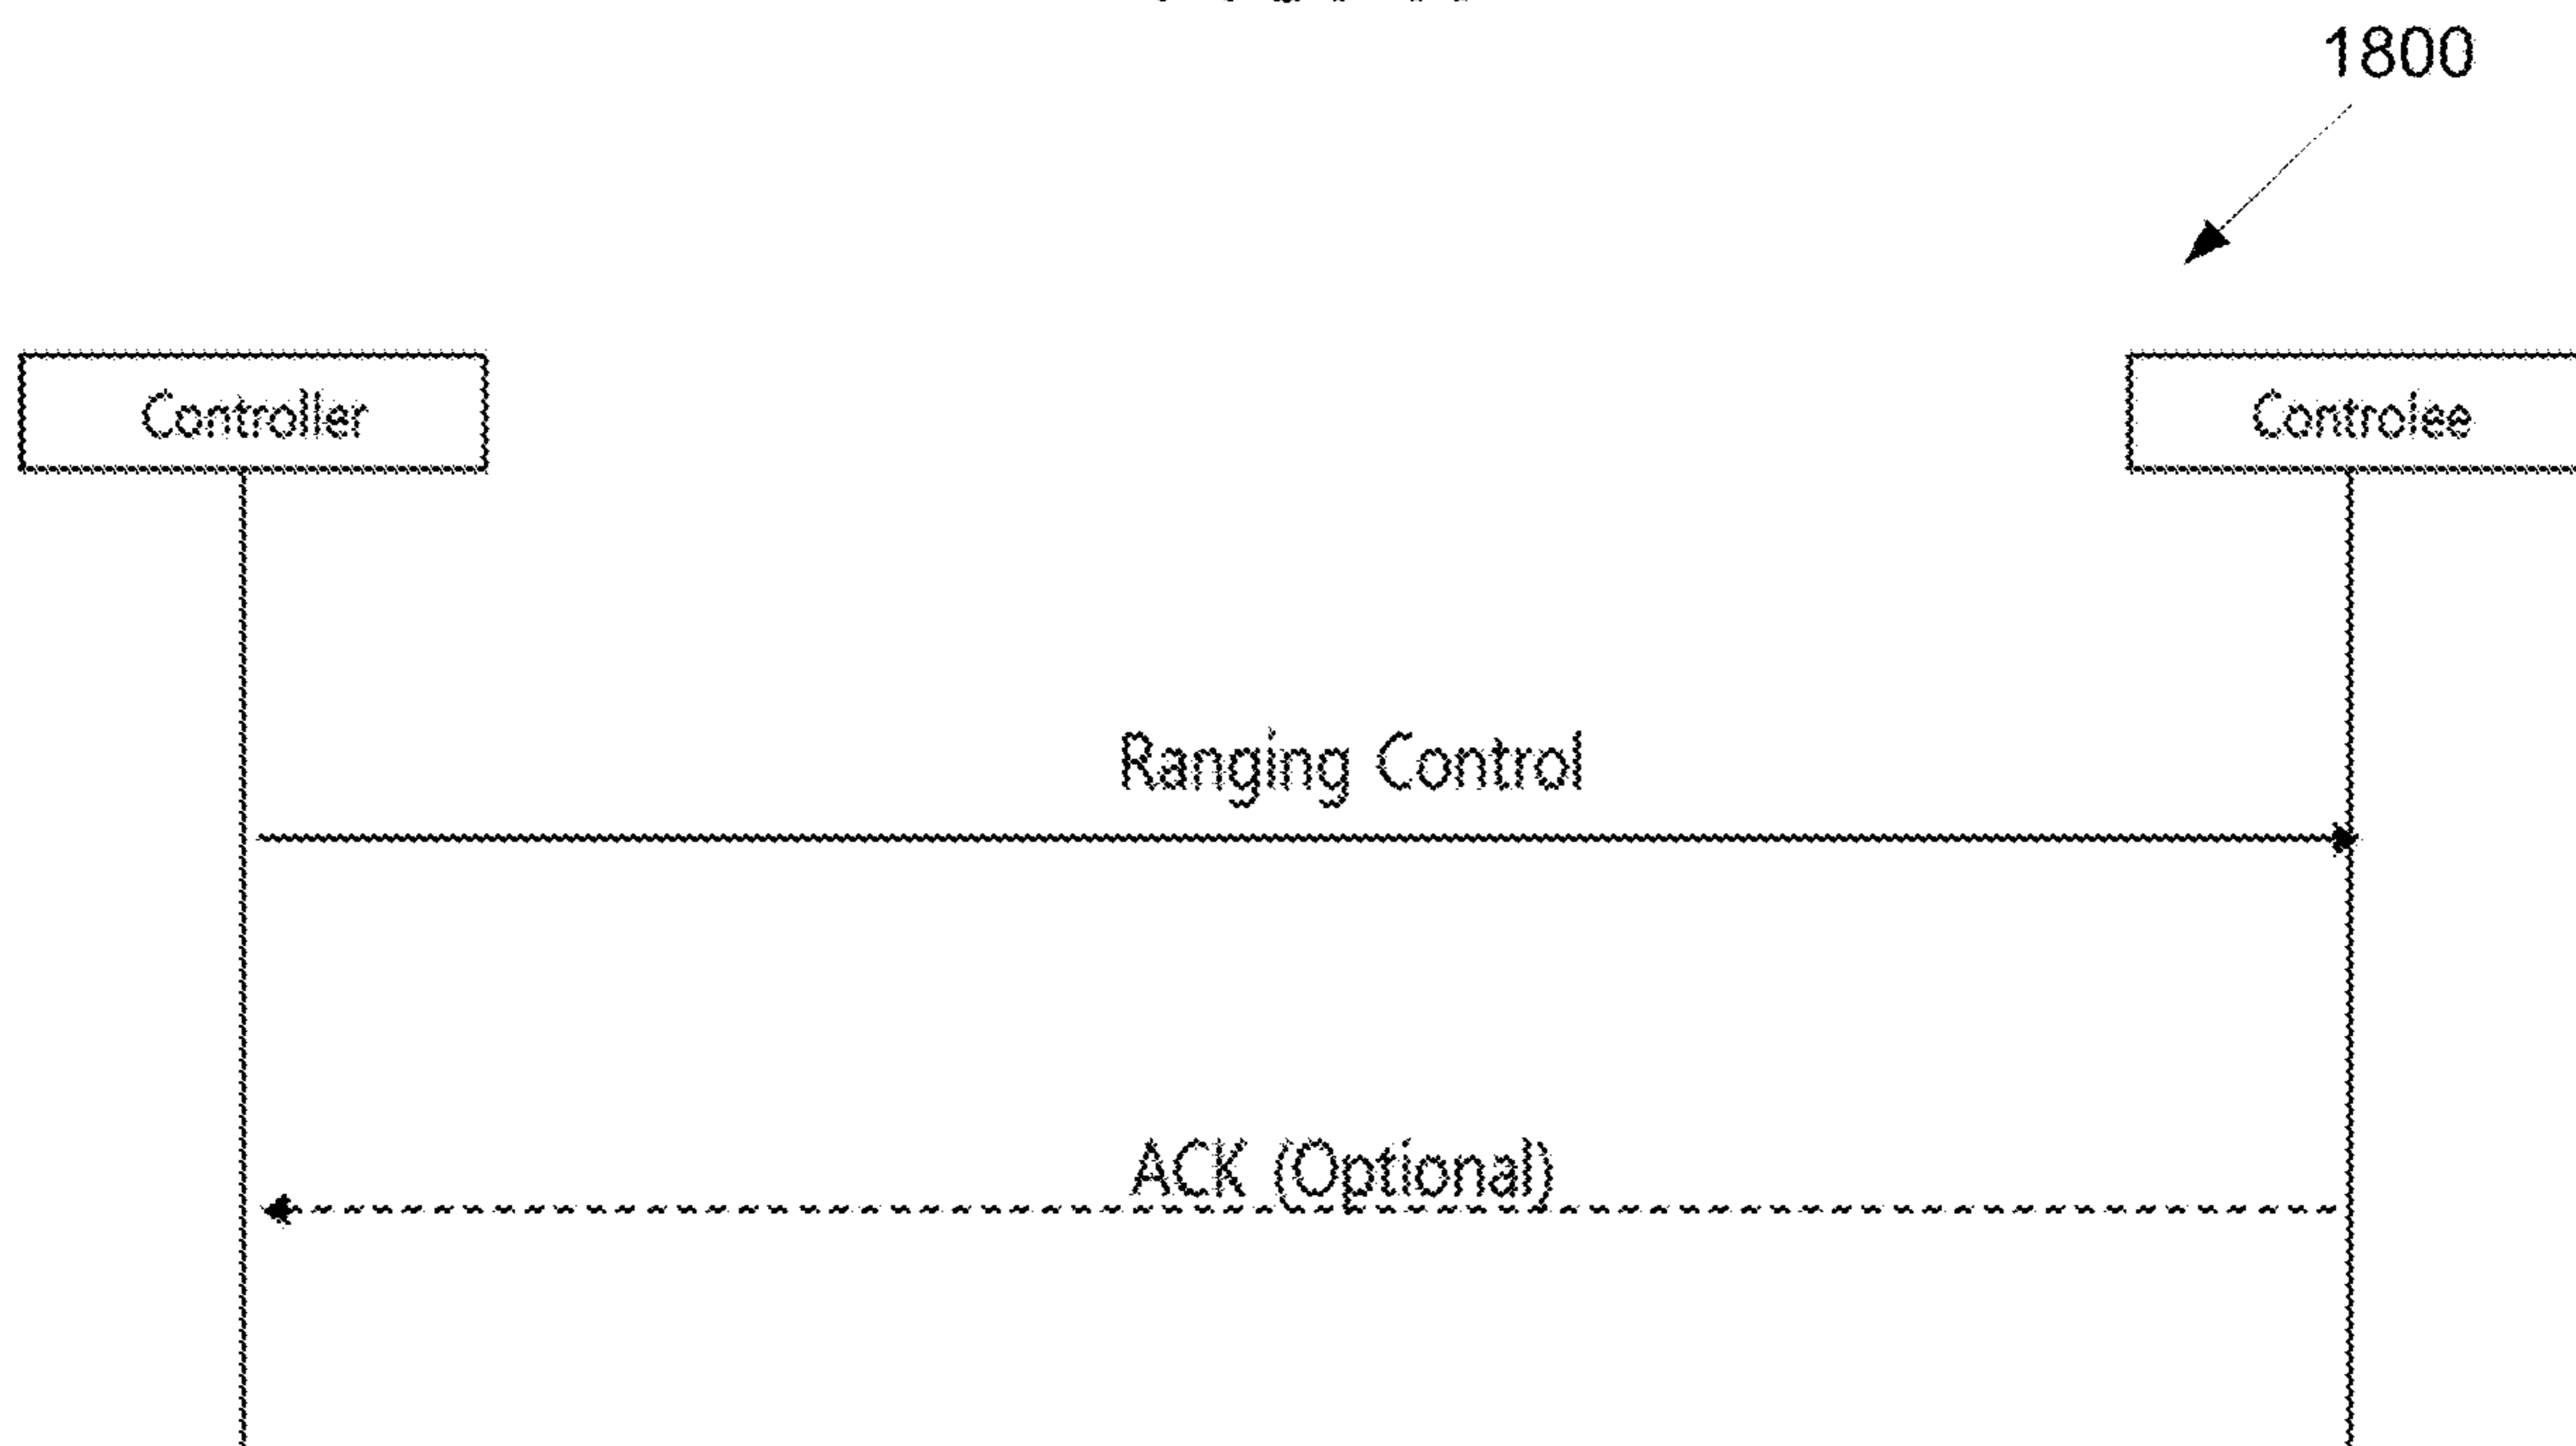 1800
Controller
Controlee
Ranging Control
ACK (Optional)